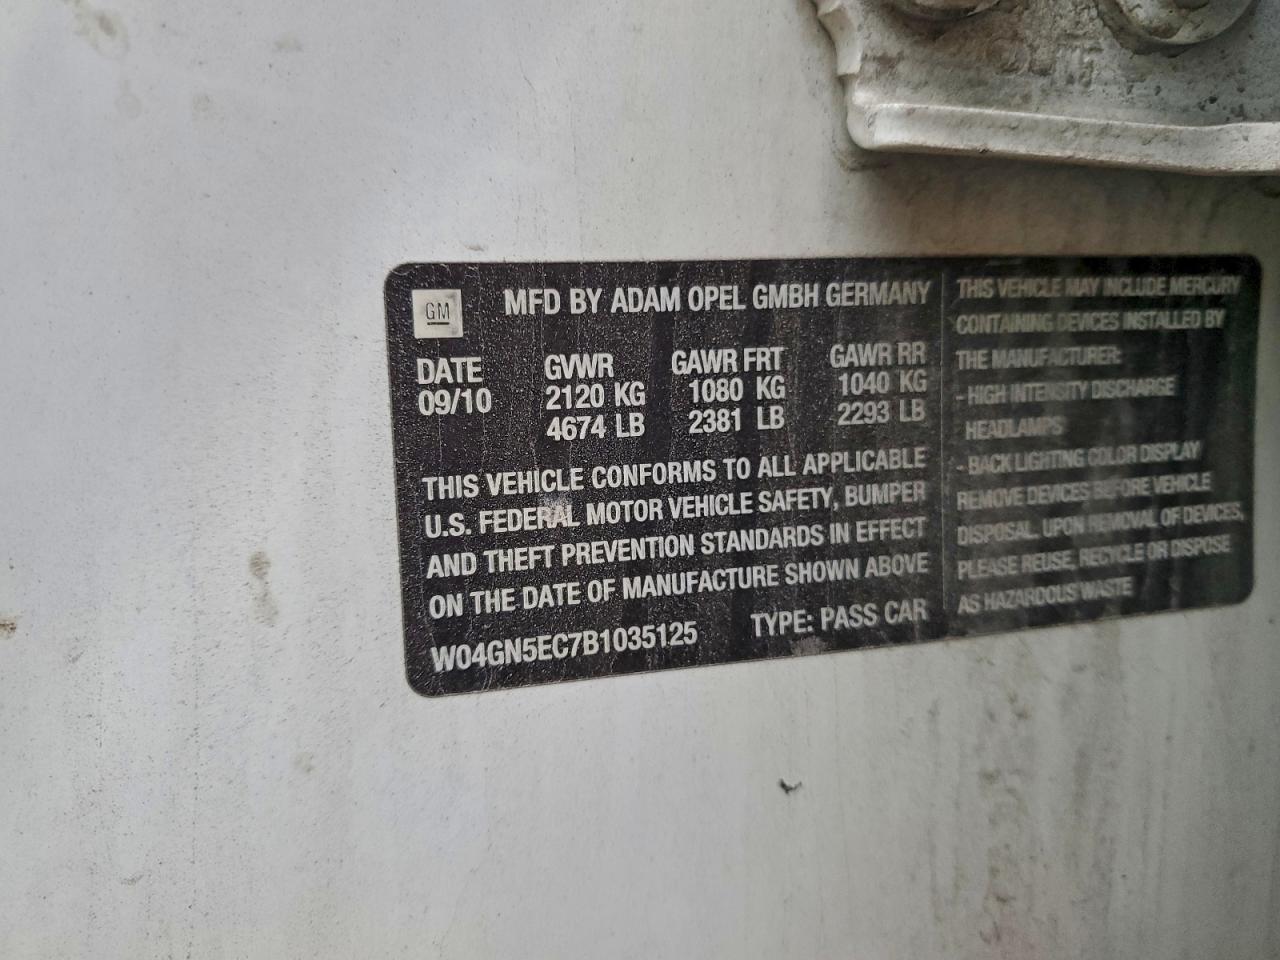 GM
MFD BY ADAM OPEL GMBH GERMANY
DATE GVWR GAWR FRT GAWR RR
09/10 2120 KG 1080 KG 1040 KG
4674 LB 2381 LB 2293 LB
THIS VEHICLE CONFORMS TO ALL APPLICABLE
U.S. FEDERAL MOTOR VEHICLE SAFETY, BUMPER
AND THEFT PREVENTION STANDARDS IN EFFECT
ON THE DATE OF MANUFACTURE SHOWN ABOVE
W04GN5EC7B1035125 TYPE: PASS CAR
THIS VEHICLE MAY INCLUDE MERCURY
CONTAINING DEVICES INSTALLED BY
THE MANUFACTURER:
- HIGH INTENSITY DISCHARGE
HEADLAMPS
- BACK LIGHTING COLOR DISPLAY
REMOVE DEVICES BEFORE VEHICLE
DISPOSAL. UPON REMOVAL OF DEVICES,
PLEASE REUSE, RECYCLE OR DISPOSE
AS HAZARDOUS WASTE